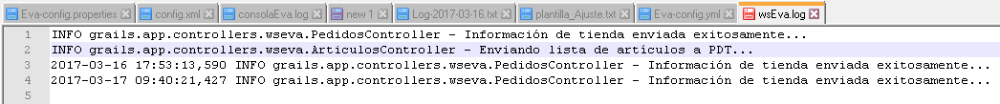 Eva-config.properties config.xml consolaEva.log new 1 Log-2017-03-16.txt plantilla_Ajuste.txt Eva-config.yml wsEva.log
1 INFO grails.app.controllers.wseva.PedidosController - Información de tienda enviada exitosamente...
2 INFO grails.app.controllers.wseva.ArticulosController - Enviando lista de artículos a PDT...
3 2017-03-16 17:53:13,590 INFO grails.app.controllers.wseva.PedidosController - Información de tienda enviada exitosamente...
4 2017-03-17 09:40:21,427 INFO grails.app.controllers.wseva.PedidosController - Información de tienda enviada exitosamente...
5